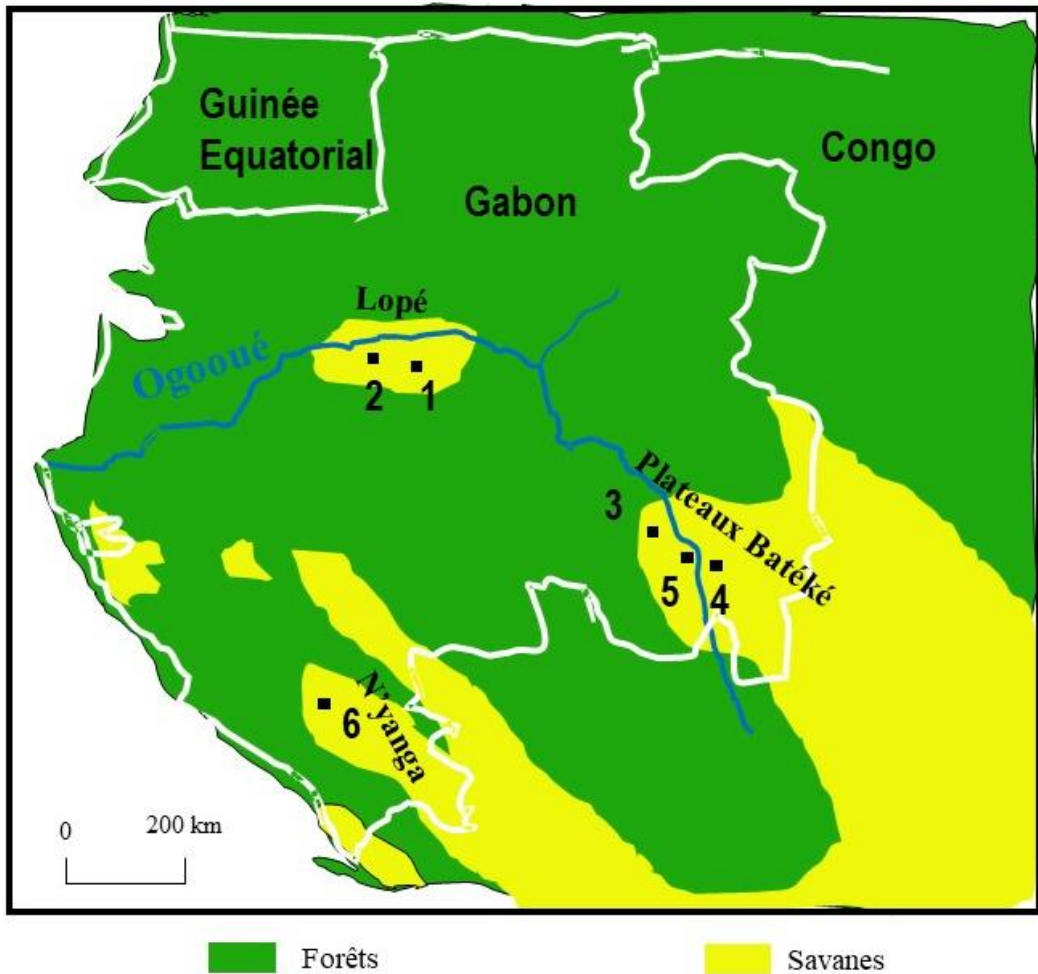 Guinée
Equatorial
Congo
Gabon
Lopé
Ogooué
2
1
Plateaux Batéké
3
5
4
N'yanga
6
0
200 km
Forêts
Savanes